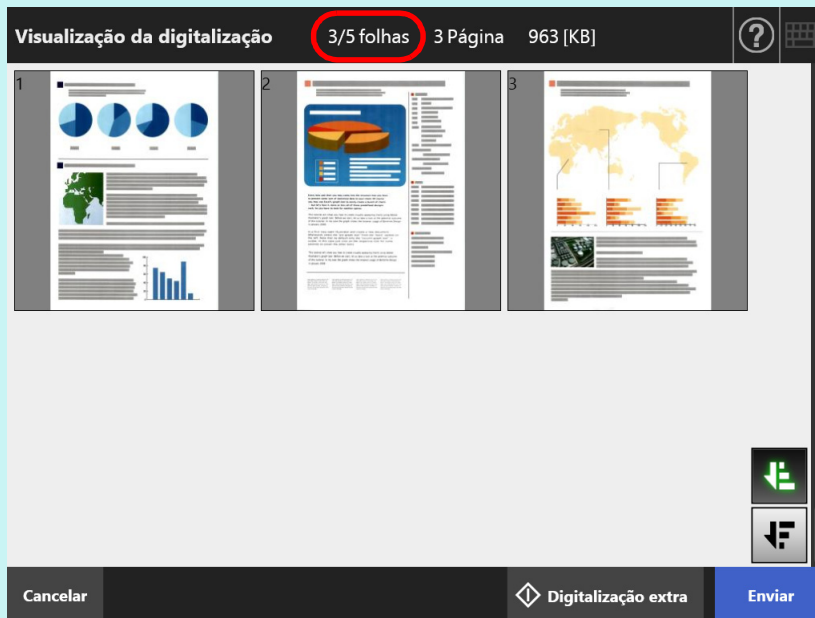 Visualização da digitalização 3/5 folhas 3 Página 963 [KB]
1 2 3
Cancelar Digitalização extra Enviar